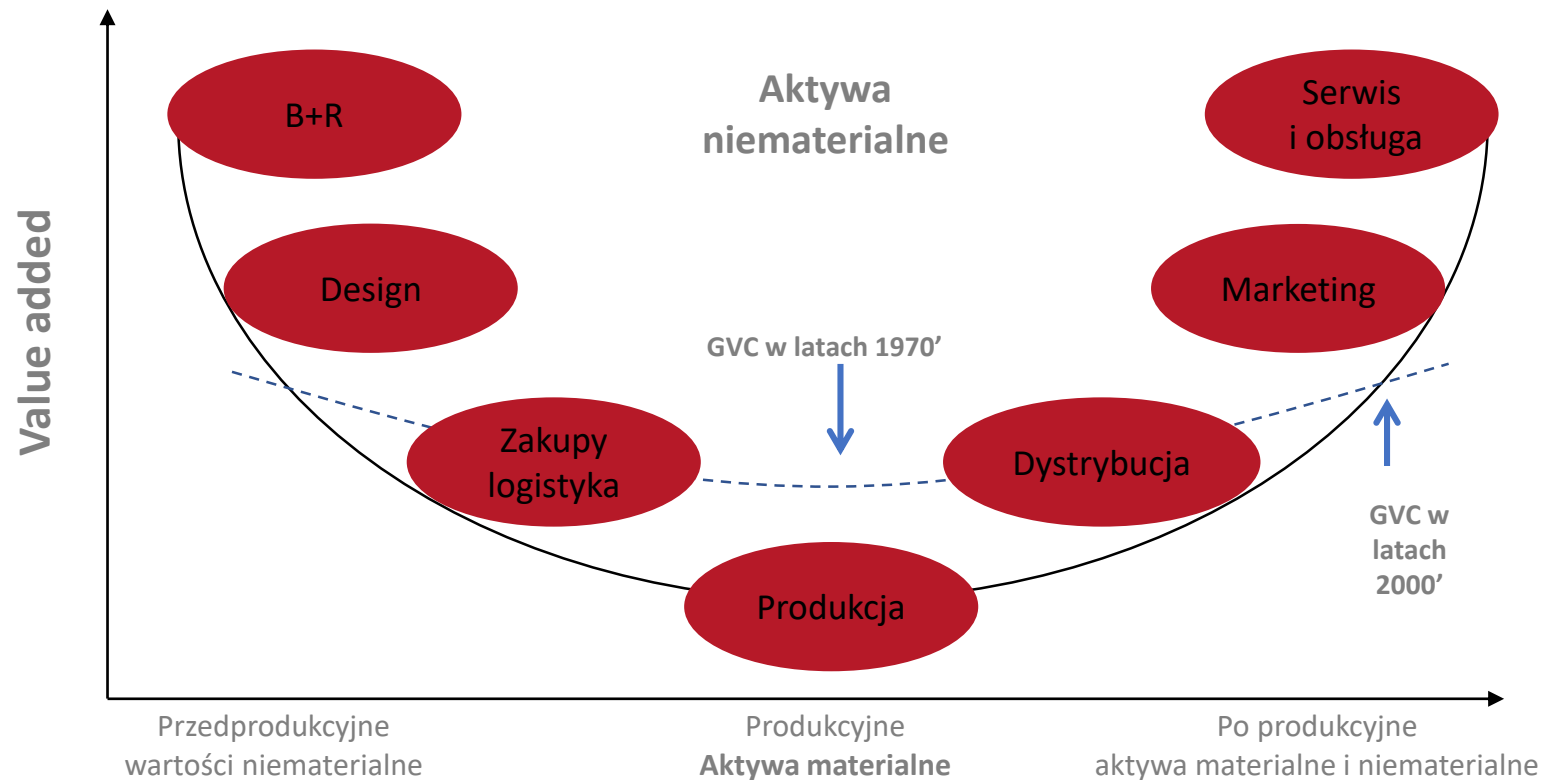 Value added
B+R
Aktywa
niematerialne
Serwis
i obsługa
Design
Marketing
GVC w latach 1970’
Zakupy
logistyka
Dystrybucja
GVC w
latach
2000’
Produkcja
Przedprodukcyjne
wartości niematerialne
Produkcyjne
Aktywa materialne
Po produkcyjne
aktywa materialne i niematerialne